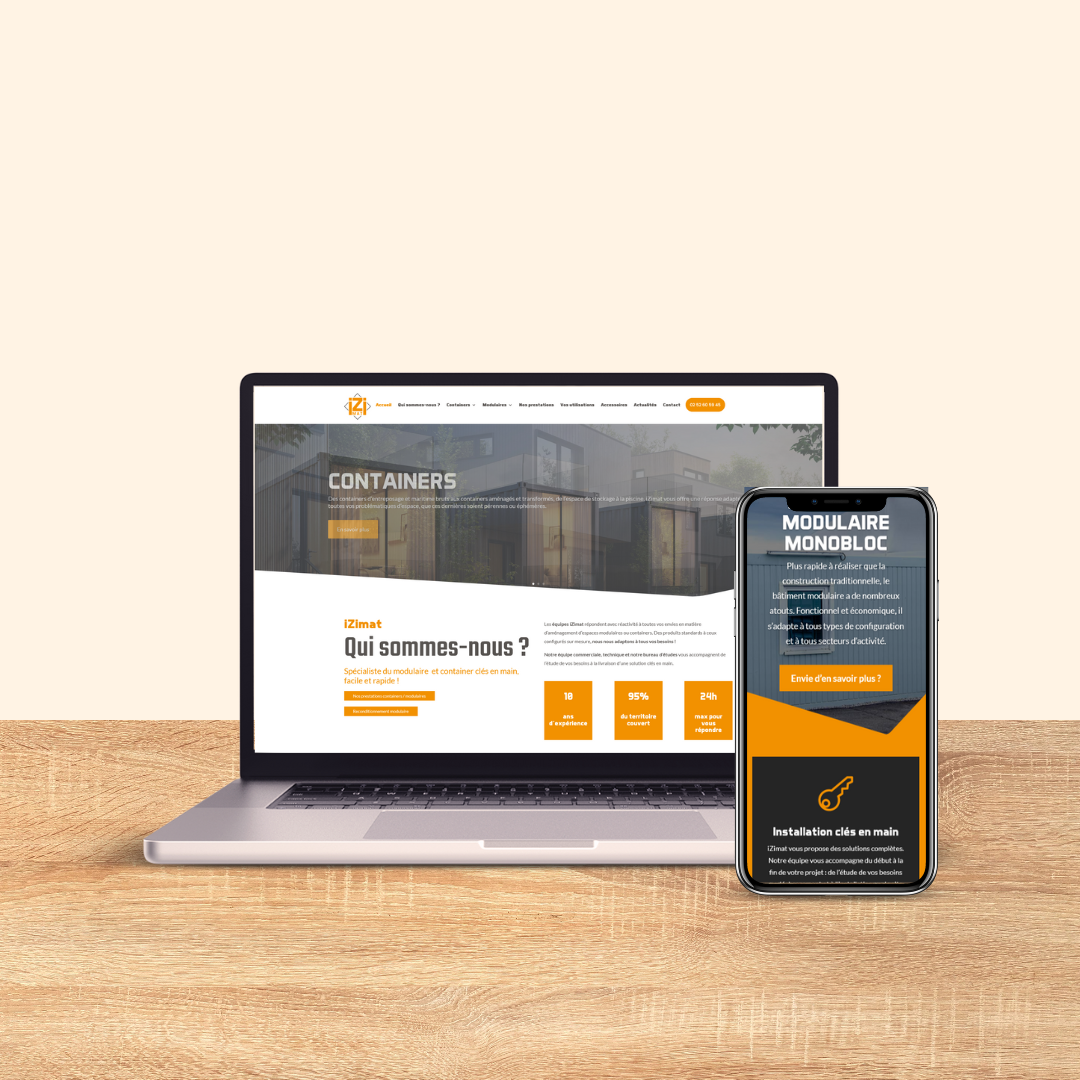 iZi
MAT
Accueil Qui sommes-nous ? Containers Modulaires Nos prestations Vos utilisations Accessoires Actualités Contact
CONTAINERS
Des containers d'entreposage et maritime bruts aux containers aménagés et transformés, de l'espace de stockage à la piscine, iZimat vous offre une réponse
toutes vos problématiques d'espace, que ces dernières soient pérennes ou éphémères.
En savoir plus
iZimat
Qui sommes-nous ?
Spécialiste du modulaire et container clés en main,
facile et rapide !
Nos prestations containers / modulaires
Reconditionnement modulaire
Les équipes iZimat répondent avec réactivité à toutes vos envies en matière
d'aménagement d'espaces modulaires ou containers. Des produits standards à ceux
configurés sur mesure, nous nous adaptons à tous vos besoins !
Notre équipe commerciale, technique et notre bureau d'études vous accompagnent de
l'étude de vos besoins à la livraison d'une solution clés en main.
10
ans
d'expérience
95%
du territoire
couvert
24h
max pour
vous
répondre
MODULAIRE
MONOBLOC
Plus rapide à réaliser que la
construction traditionnelle, le
bâtiment modulaire a de nombreux
atouts. Fonctionnel et économique, il
s'adapte à tous types de configuration
et à tous secteurs d'activité.
Envie d'en savoir plus ?
Installation clés en main
iZimat vous propose des solutions complètes.
Notre équipe vous accompagne du début à la
fin de votre projet : de l'étude de vos besoins